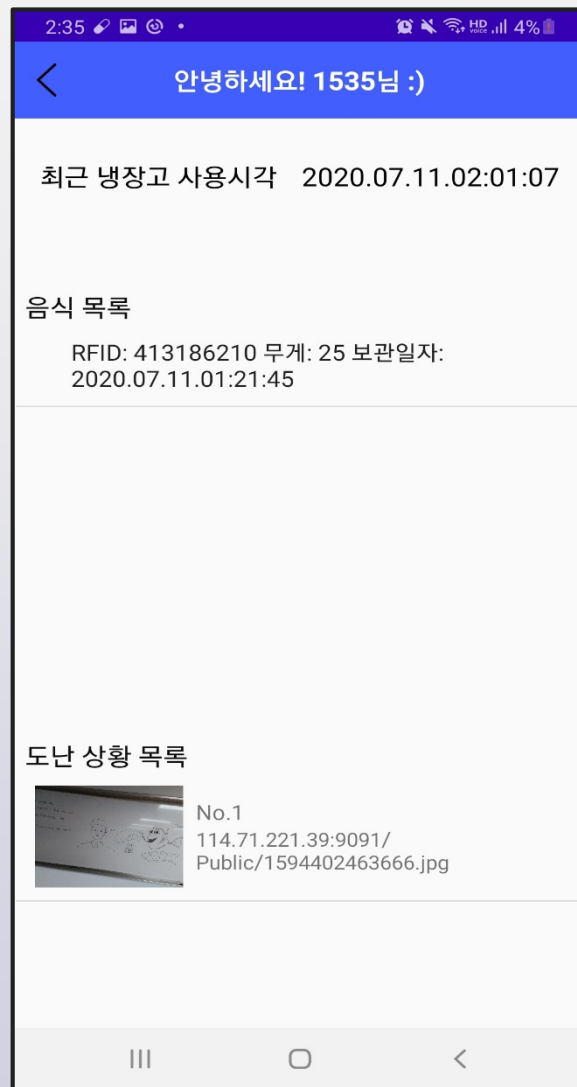 2:35 4%
안녕하세요! 1535님 :)
최근 냉장고 사용시각 2020.07.11.02:01:07
음식 목록
RFID: 413186210 무게: 25 보관일자:
2020.07.11.01:21:45
도난 상황 목록
No.1
114.71.221.39:9091/
Public/1594402463666.jpg